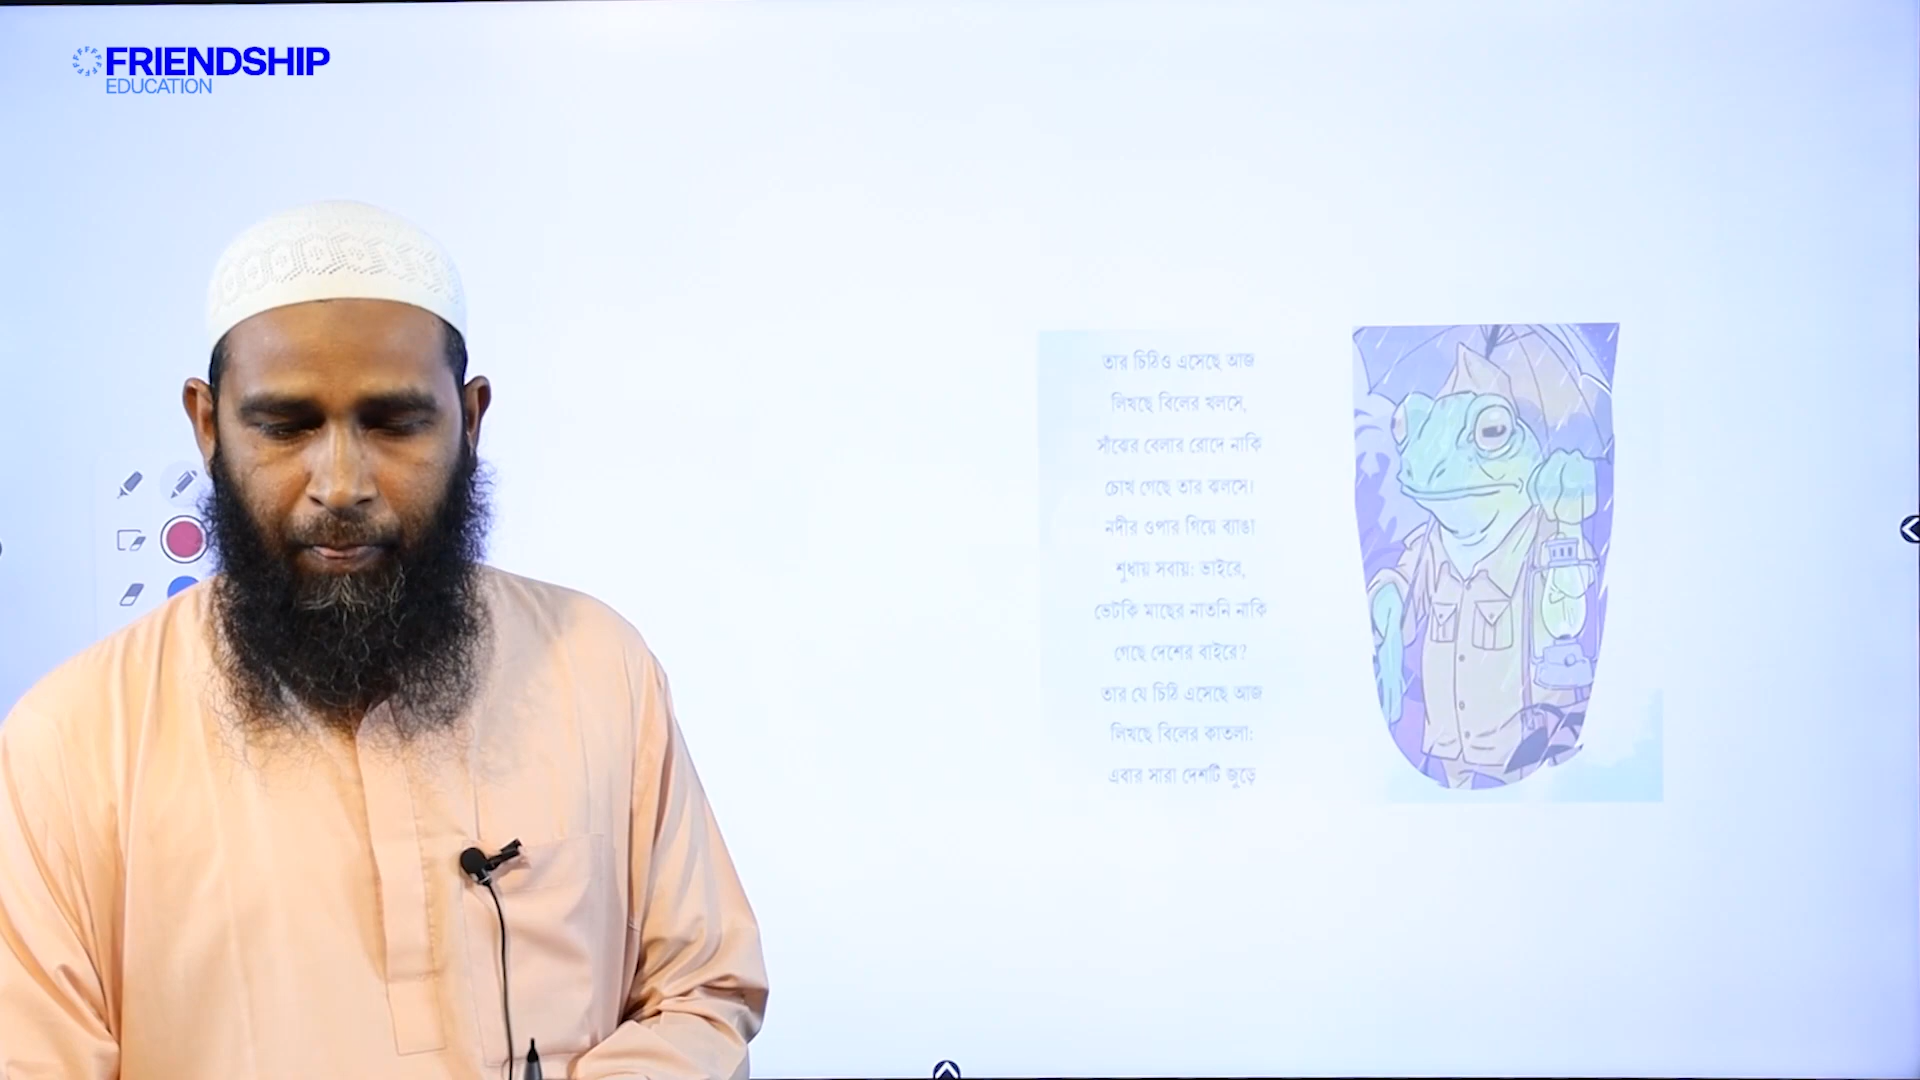 FRIENDSHIP
EDUCATION
তার চিঠিও এসেছে আজ
লিখছে বিলের খলসে,
সাঁঝের বেলার রোদে নাকি
চোখ গেছে তার ঝলসে।
নদীর ওপার গিয়ে ব্যাঙা
শুধায় সবায়: ভাইরে,
ভেটকি মাছের নাতনি নাকি
গেছে দেশের বাইরে?
তার যে চিঠি এসেছে আজ
লিখছে বিলের কাতলা:
এবার সারা দেশটি জুড়ে